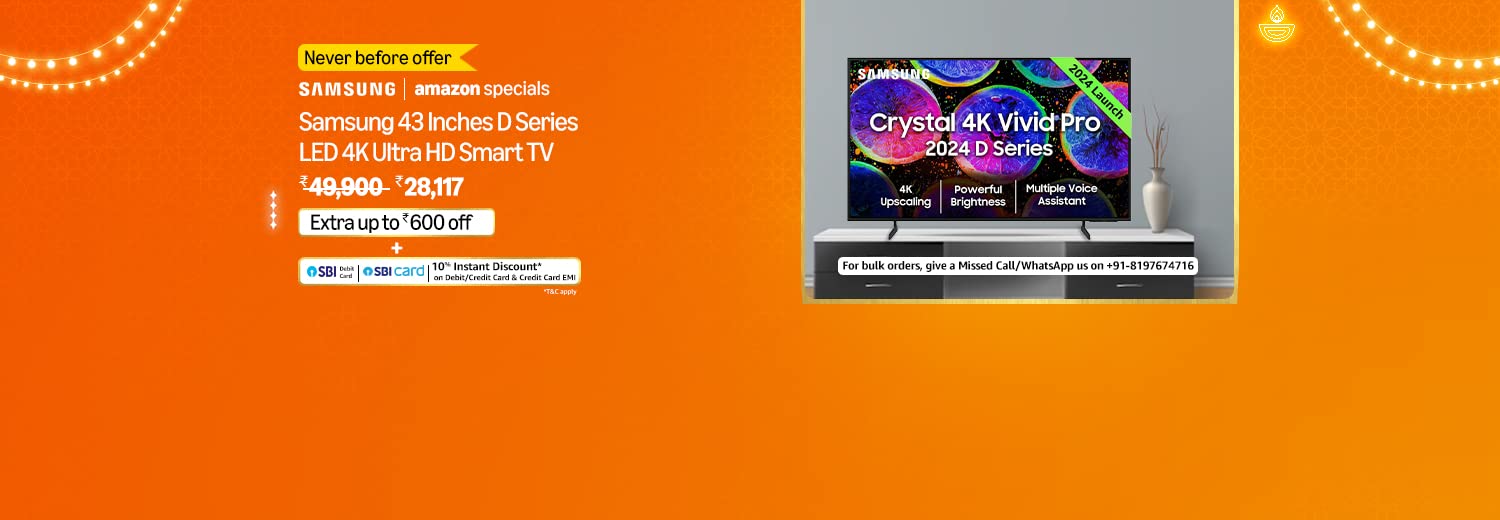 Never before offer
SAMSUNG | amazon specials
Samsung 43 Inches D Series
LED 4K Ultra HD Smart TV
₹49,900 ₹28,117
Extra up to ₹600 off
+
SBI Debit Card | SBI card | 10% Instant Discount*
on Debit/Credit Card & Credit Card EMI
*T&C apply
SAMSUNG
2024 Launch
Crystal 4K Vivid Pro
2024 D Series
4K Upscaling
Powerful Brightness
Multiple Voice Assistant
For bulk orders, give a Missed Call/WhatsApp us on +91-8197674716